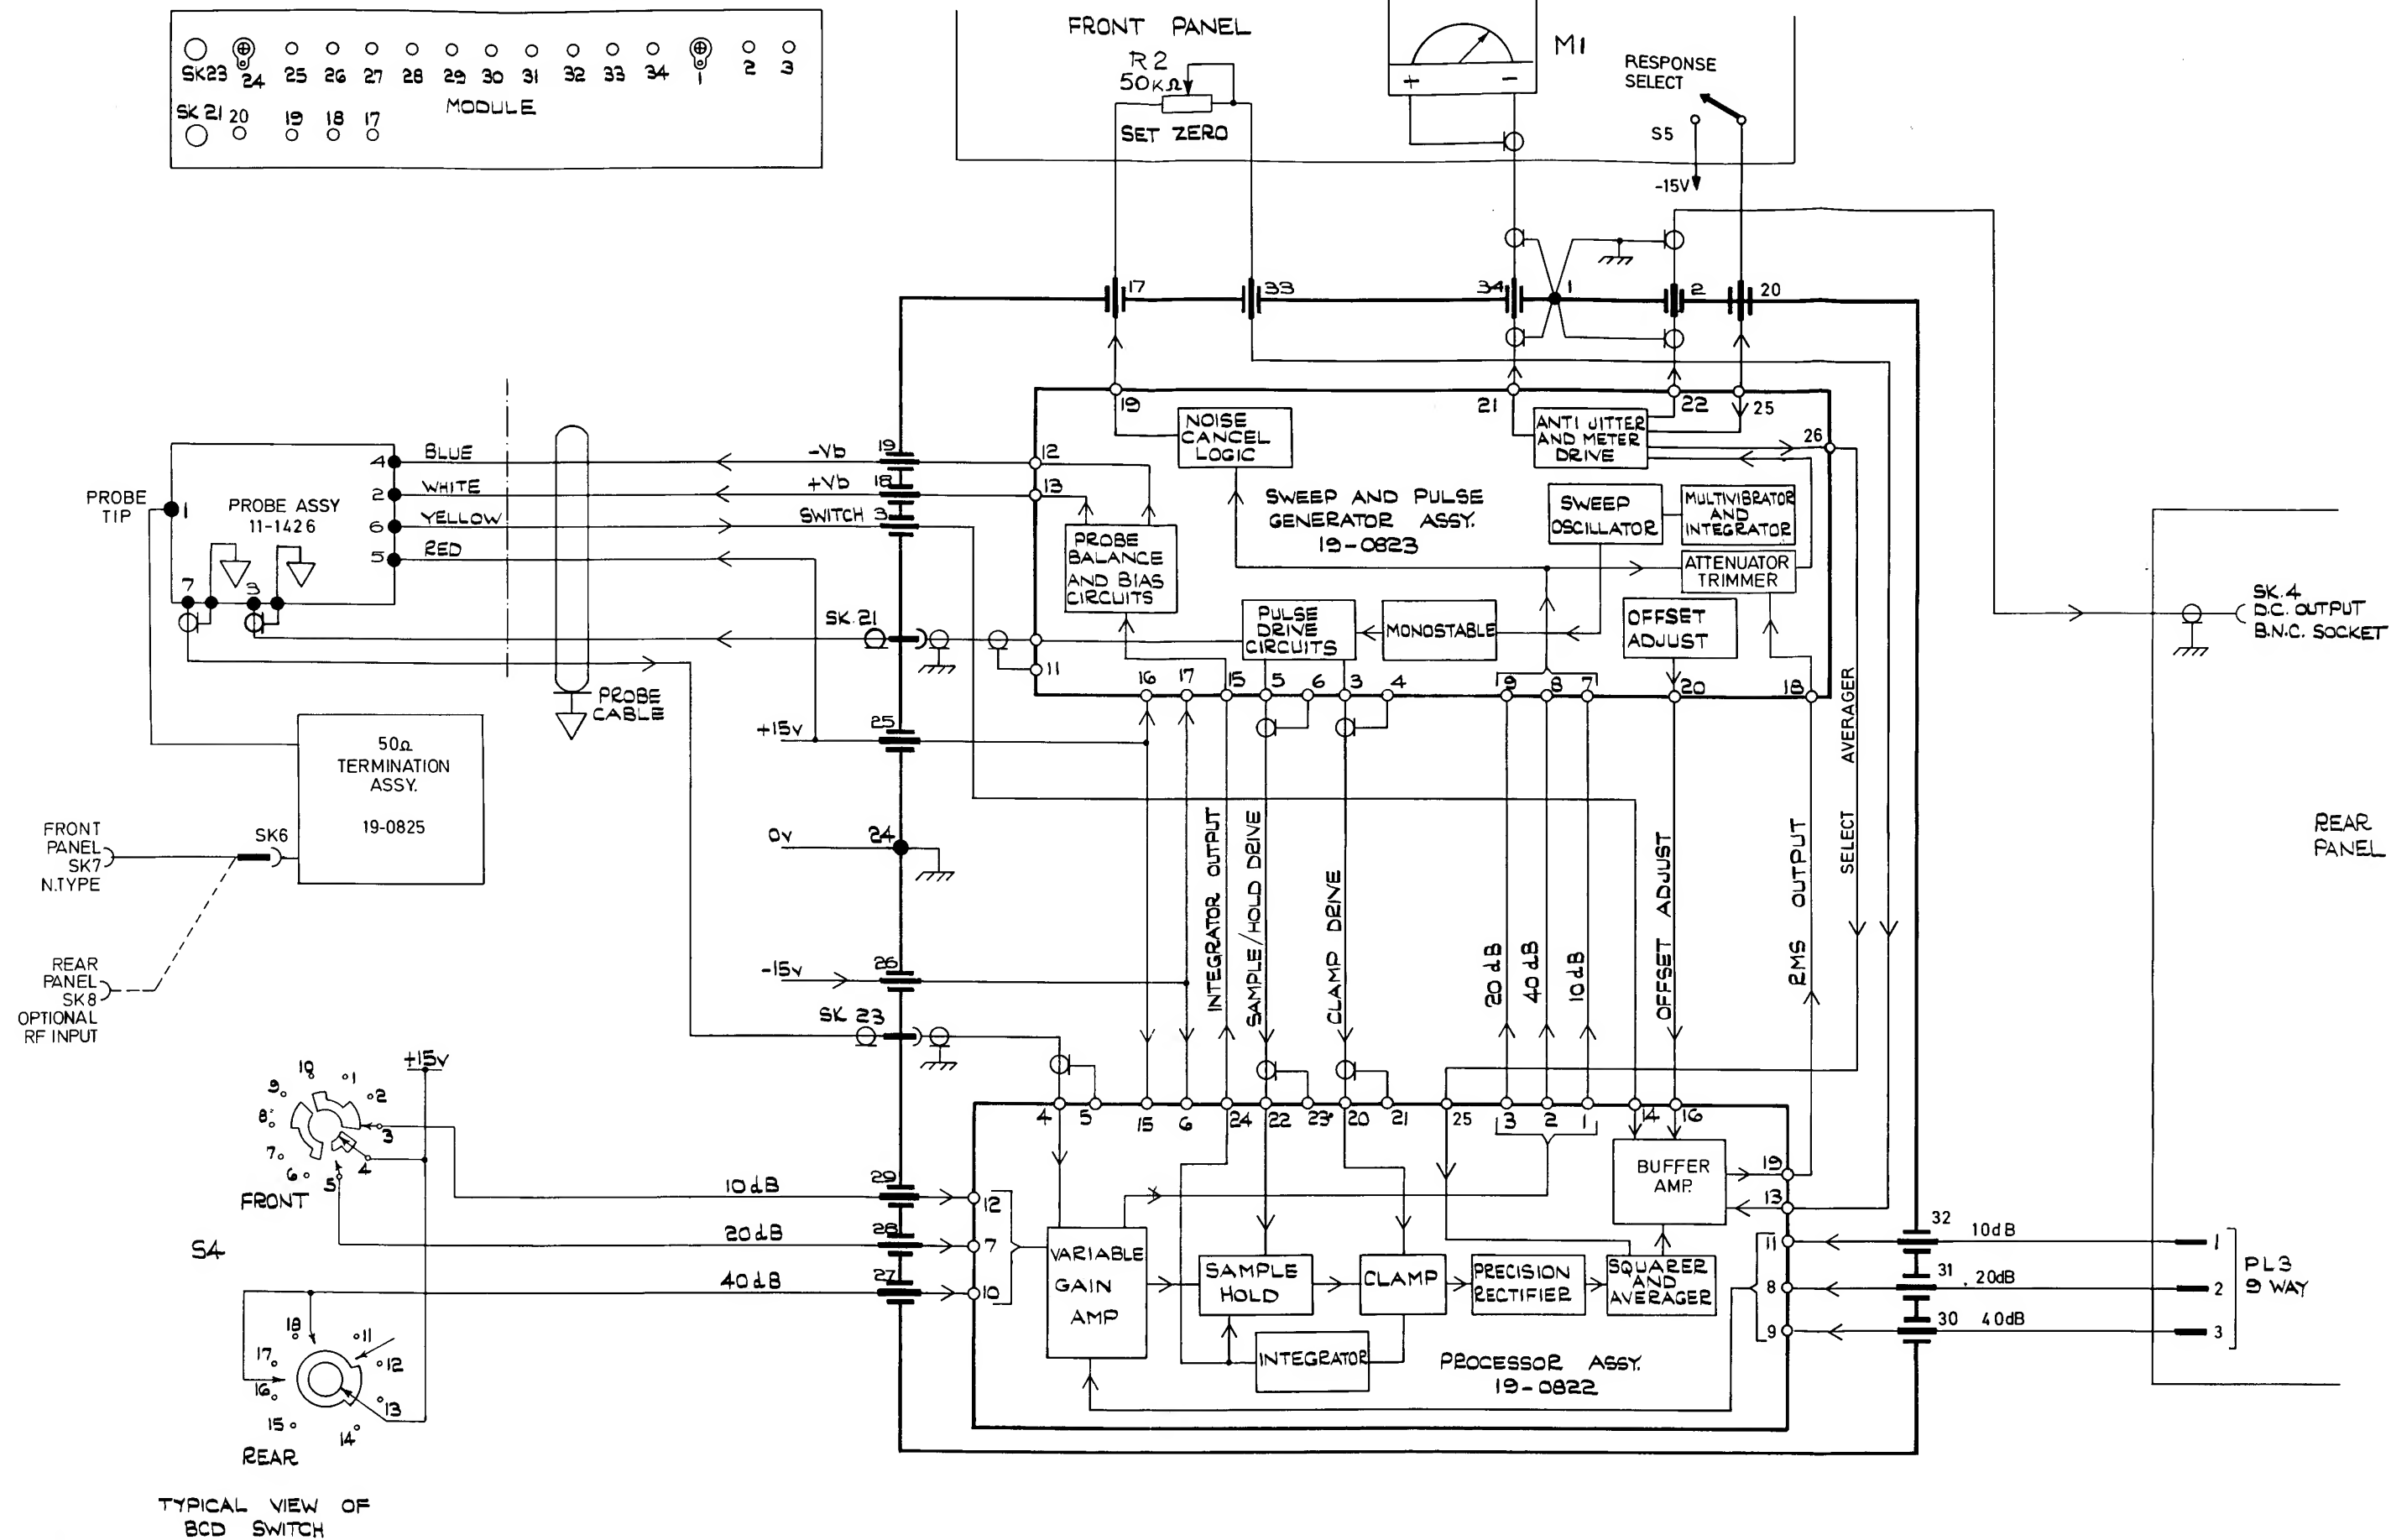 SK23 24 25 26 27 28 29 30 31 32 33 34 1 2 3
MODULE
SK 21 20 19 18 17
FRONT PANEL
R2
50KΩ
SET ZERO
+ −
M1
RESPONSE
SELECT
S5
-15V
17 33 34 1 2 20
19 21 22 25
NOISE
CANCEL
LOGIC
ANTI JITTER
AND METER
DRIVE
26
12
13
SWEEP AND PULSE
GENERATOR ASSY.
19-0823
SWEEP
OSCILLATOR
MULTIVIBRATOR
AND
INTEGRATOR
PROBE
BALANCE
AND BIAS
CIRCUITS
ATTENUATOR
TRIMMER
PULSE
DRIVE
CIRCUITS
MONOSTABLE
OFFSET
ADJUST
11
16 17 15 5 6 3 4 9 8 7 20 18
PROBE
TIP
1
PROBE ASSY
11-1426
4 BLUE -Vb 19
2 WHITE +Vb 18
6 YELLOW SWITCH 3
5 RED
7 3
SK.21
PROBE
CABLE
+15V 25
50Ω
TERMINATION
ASSY.
19-0825
FRONT
PANEL
SK7
N.TYPE
SK6
REAR
PANEL
SK8
OPTIONAL
RF INPUT
0V 24
-15V 26
SK 23
INTEGRATOR OUTPUT
SAMPLE/HOLD DRIVE
CLAMP DRIVE
20dB
40dB
10dB
OFFSET ADJUST
RMS OUTPUT
SELECT AVERAGER
SK.4
D.C. OUTPUT
B.N.C. SOCKET
REAR
PANEL
+15V
10 1 2 3 4 5 6 7 8 9
FRONT
S4
10dB 29
20dB 28
40dB 27
18 11 12 13 14 15 16 17
REAR
TYPICAL VIEW OF
BCD SWITCH
4 5 15 6 24 22 23 20 21 25 3 2 1 14 16
12
7
10
BUFFER
AMP.
19
13
11
8
9
VARIABLE
GAIN
AMP
SAMPLE
HOLD
CLAMP
PRECISION
RECTIFIER
SQUARER
AND
AVERAGER
INTEGRATOR
PROCESSOR ASSY.
19-0822
32 10dB 1
31 20dB 2
30 40dB 3
PL3
9 WAY